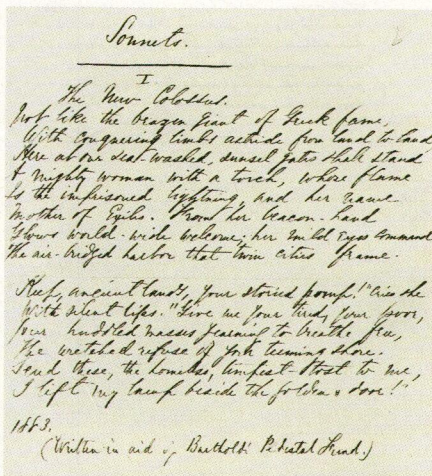 Sonnets.
I
The New Colossus.
Not like the brazen giant of Greek fame,
With conquering limbs astride from land to land
Here at our sea-washed, sunset gates shall stand
A mighty woman with a torch, whose flame
Is the imprisoned lightning, and her name
Mother of Exiles. From her beacon-hand
Glows world-wide welcome; her mild eyes command
The air-bridged harbor that twin cities frame.
"Keep, ancient lands, your storied pomp!" cries she
With silent lips. "Give me your tired, your poor,
Your huddled masses yearning to breathe free,
The wretched refuse of your teeming shore.
Send these, the homeless, tempest-tost to me,
I lift my lamp beside the golden door!"
1883.
(Written in aid of Bartholdi Pedestal Fund.)